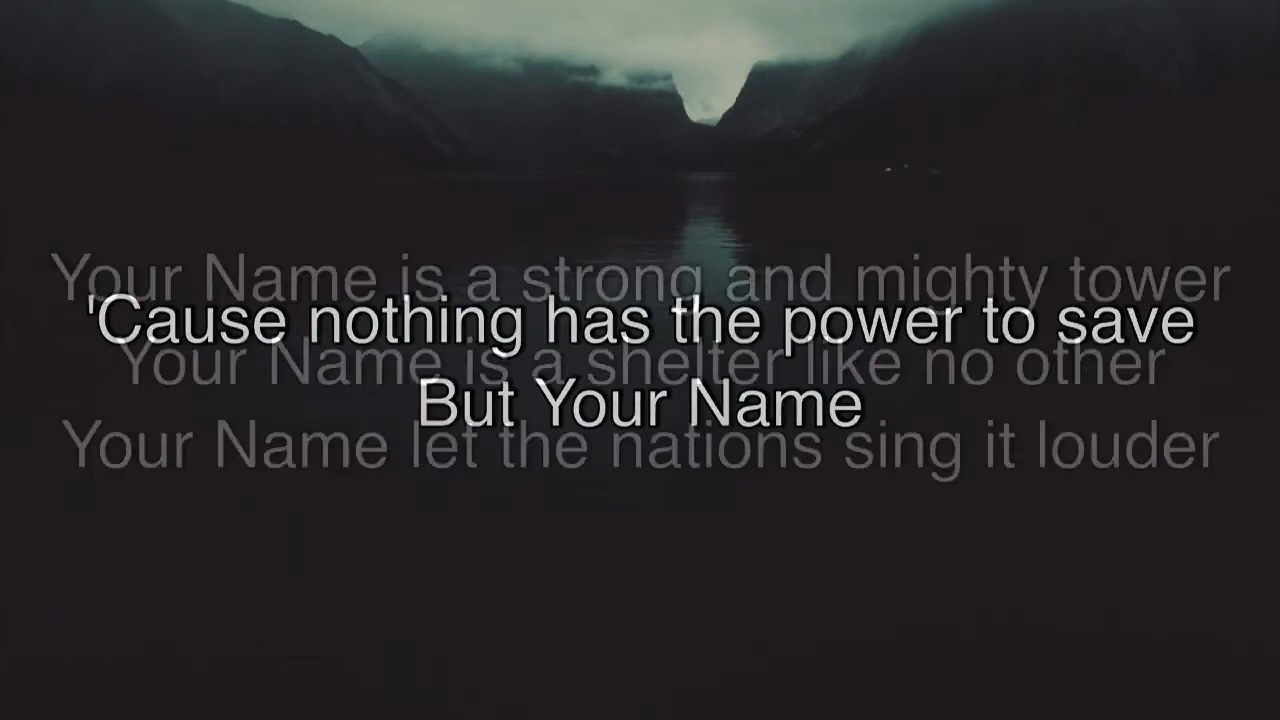 Your Name is a strong and mighty tower
'Cause nothing has the power to save
Your Name is a shelter like no other
But Your Name
Your Name let the nations sing it louder